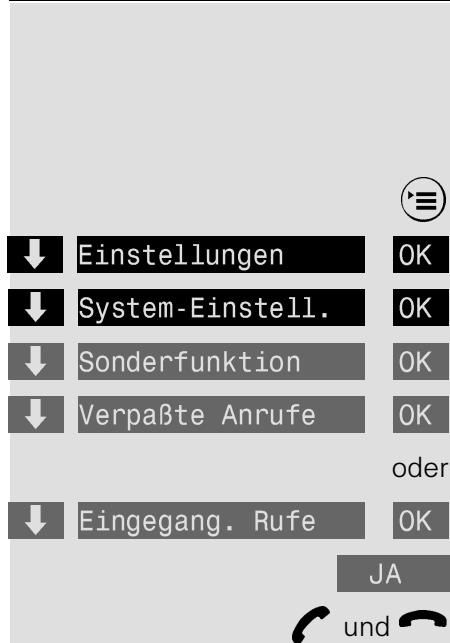 Einstellungen OK
System-Einstell. OK
Sonderfunktion OK
Verpaßte Anrufe OK
oder
Eingegang. Rufe OK
JA
und